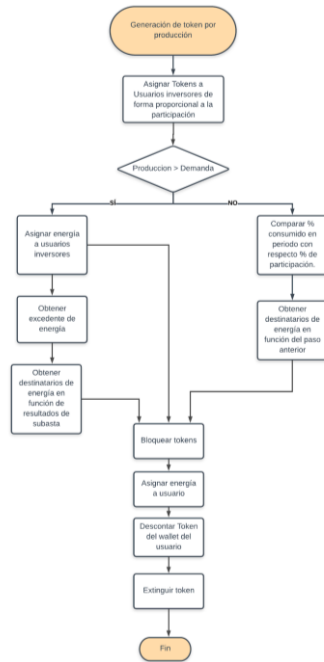 Generación de token por
producción
Asignar Tokens a
Usuarios inversores de
forma proporcional a la
participación
Produccion > Demanda
SÍ
NO
Asignar energía
a usuarios
inversores
Comparar %
consumido en
periodo con
respecto % de
participación.
Obtener
excedente de
energía
Obtener
destinatarios de
energía en
función del paso
anterior
Obtener
destinatarios de
energía en
función de
resultados de
subasta
Bloquear tokens
Asignar energía
a usuario
Descontar Token
del wallet del
usuario
Extinguir token
Fin